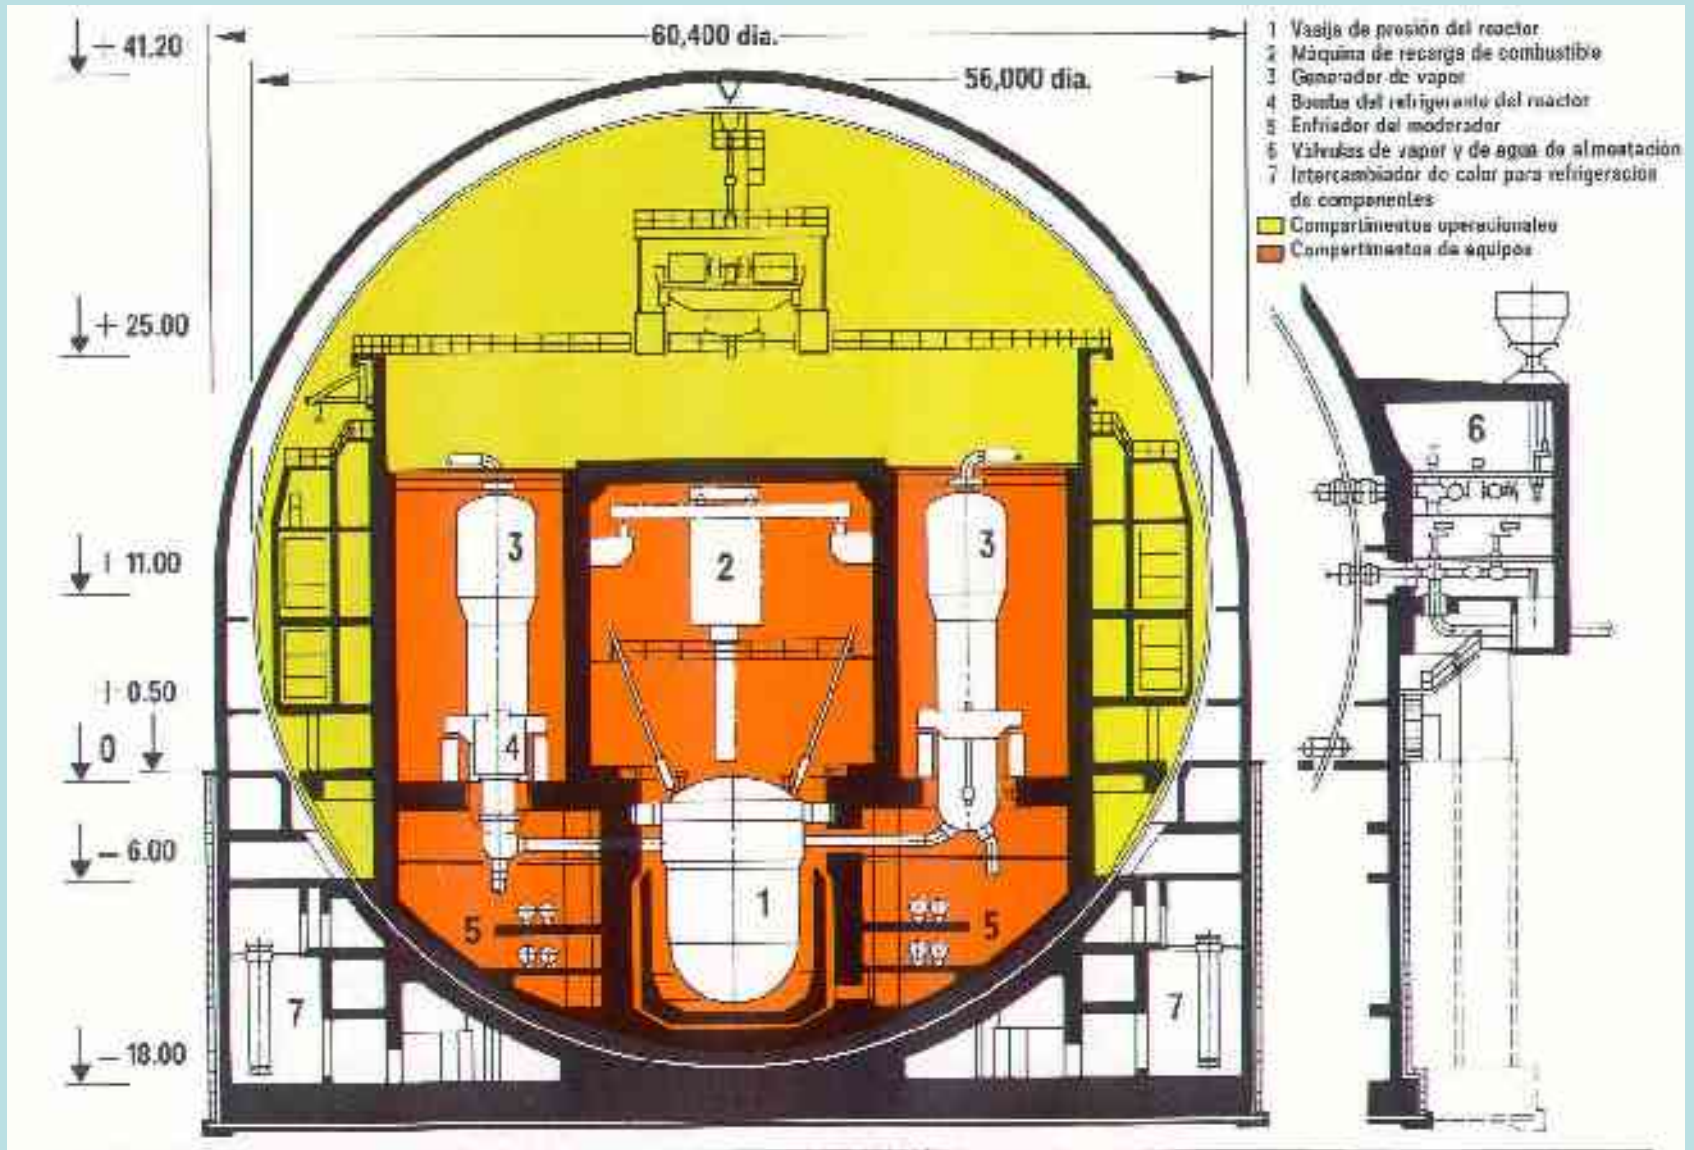 60,400 dia.
56,000 dia.
+ 41.20
+ 25.00
+ 11.00
+ 0.50
0
- 6.00
- 18.00
1 Vasija de presión del reactor
2 Máquina de recarga de combustible
3 Generador de vapor
4 Bomba del refrigerante del reactor
5 Enfriador del moderador
6 Válvulas de vapor y de agua de almentación
7 Intercambiador de calor para refrigeración
de componentes
Compartimentos operacionales
Compartimentos de equipos
6
3
2
3
4
1
5
5
7
7